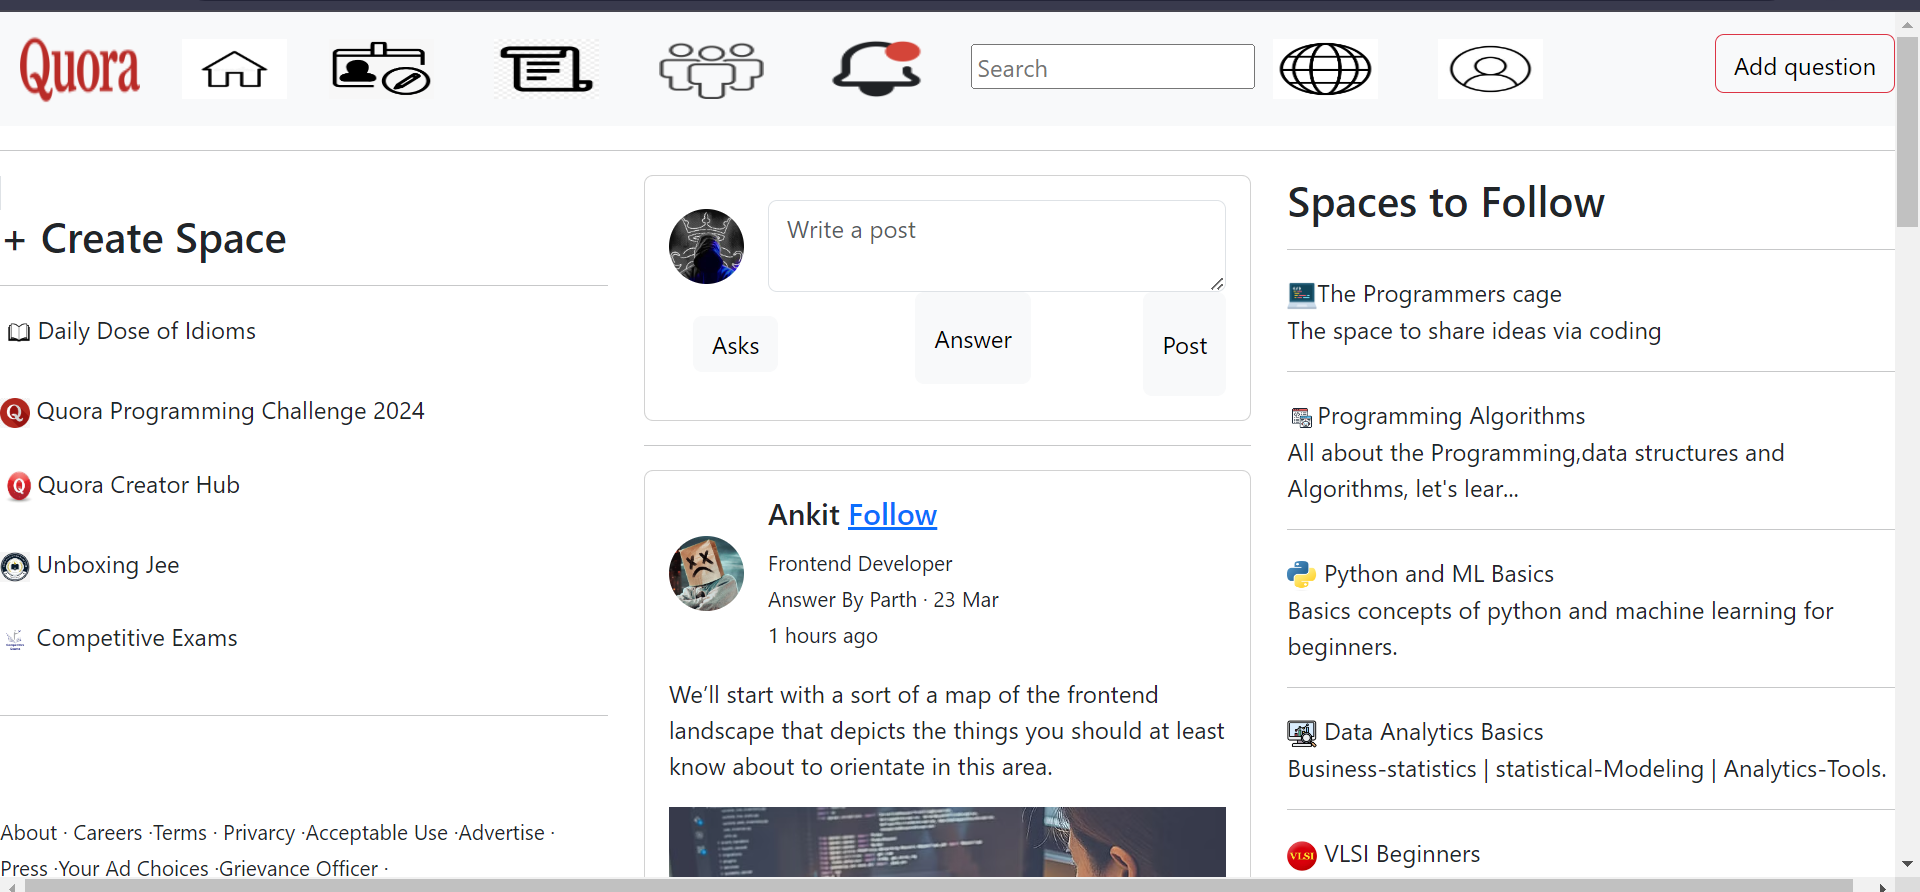 Quora
Search
Add question
+ Create Space
Daily Dose of Idioms
Quora Programming Challenge 2024
Quora Creator Hub
Unboxing Jee
Competitive Exams
About · Careers ·Terms · Privarcy ·Acceptable Use ·Advertise ·
Press ·Your Ad Choices ·Grievance Officer ·
Write a post
Asks
Answer
Post
Ankit Follow
Frontend Developer
Answer By Parth · 23 Mar
1 hours ago
We’ll start with a sort of a map of the frontend
landscape that depicts the things you should at least
know about to orientate in this area.
Spaces to Follow
The Programmers cage
The space to share ideas via coding
Programming Algorithms
All about the Programming,data structures and
Algorithms, let's lear...
Python and ML Basics
Basics concepts of python and machine learning for
beginners.
Data Analytics Basics
Business-statistics | statistical-Modeling | Analytics-Tools.
VLSI
VLSI Beginners